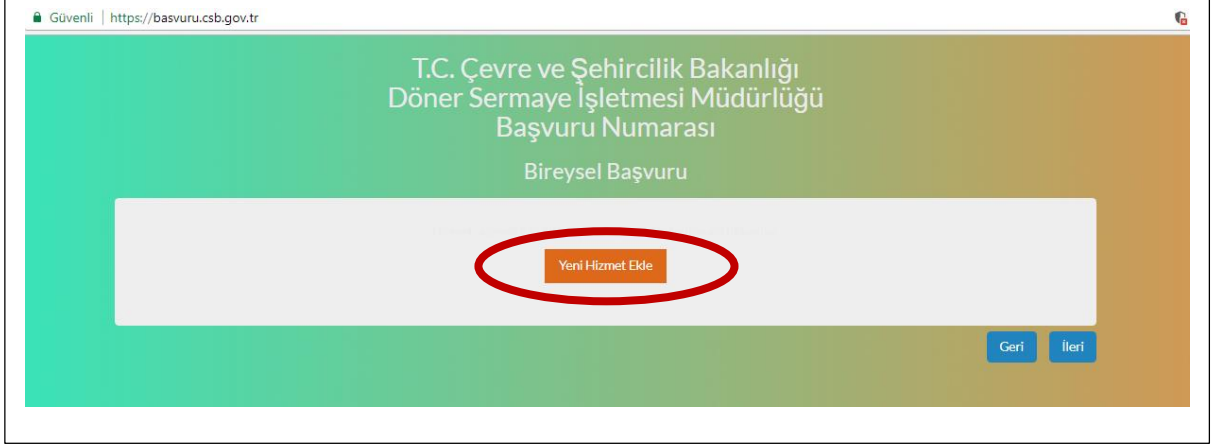 Güvenli | https://basvuru.csb.gov.tr
T.C. Çevre ve Şehircilik Bakanlığı
Döner Sermaye İşletmesi Müdürlüğü
Başvuru Numarası
Bireysel Başvuru
Yeni Hizmet Ekle
Geri İleri